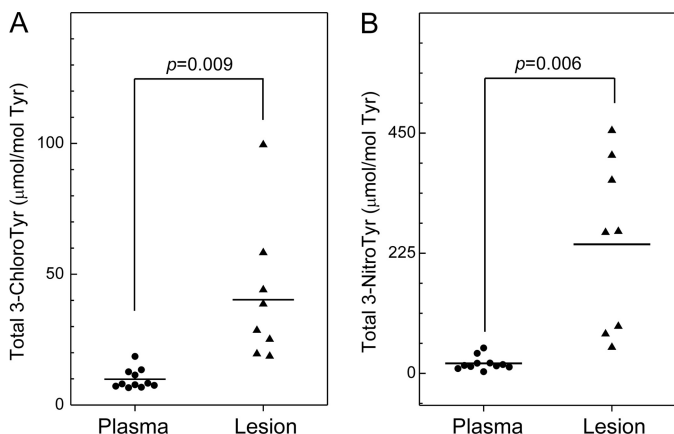 A
Total 3-ChloroTyr (μmol/mol Tyr)
100
50
0
p=0.009
Plasma
Lesion
B
Total 3-NitroTyr (μmol/mol Tyr)
450
225
0
p=0.006
Plasma
Lesion